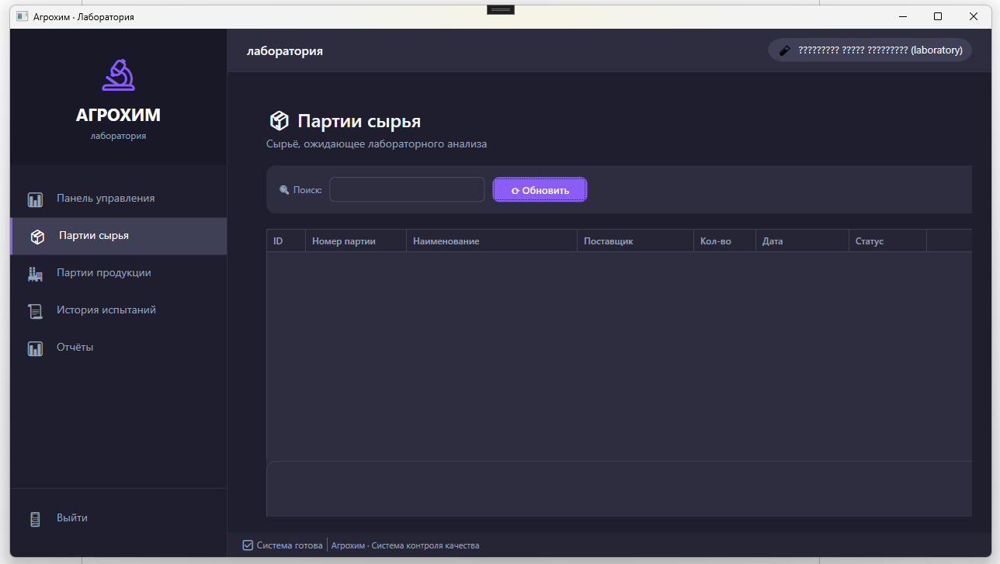 Агрохим · Лаборатория
АГРОХИМ
лаборатория
Панель управления
Партии сырья
Партии продукции
История испытаний
Отчёты
Выйти
лаборатория
????????? ????? ????????? (laboratory)
Партии сырья
Сырьё, ожидающее лабораторного анализа
Поиск:
⟳ Обновить
ID Номер партии Наименование Поставщик Кол-во Дата Статус
Система готова Агрохим · Система контроля качества